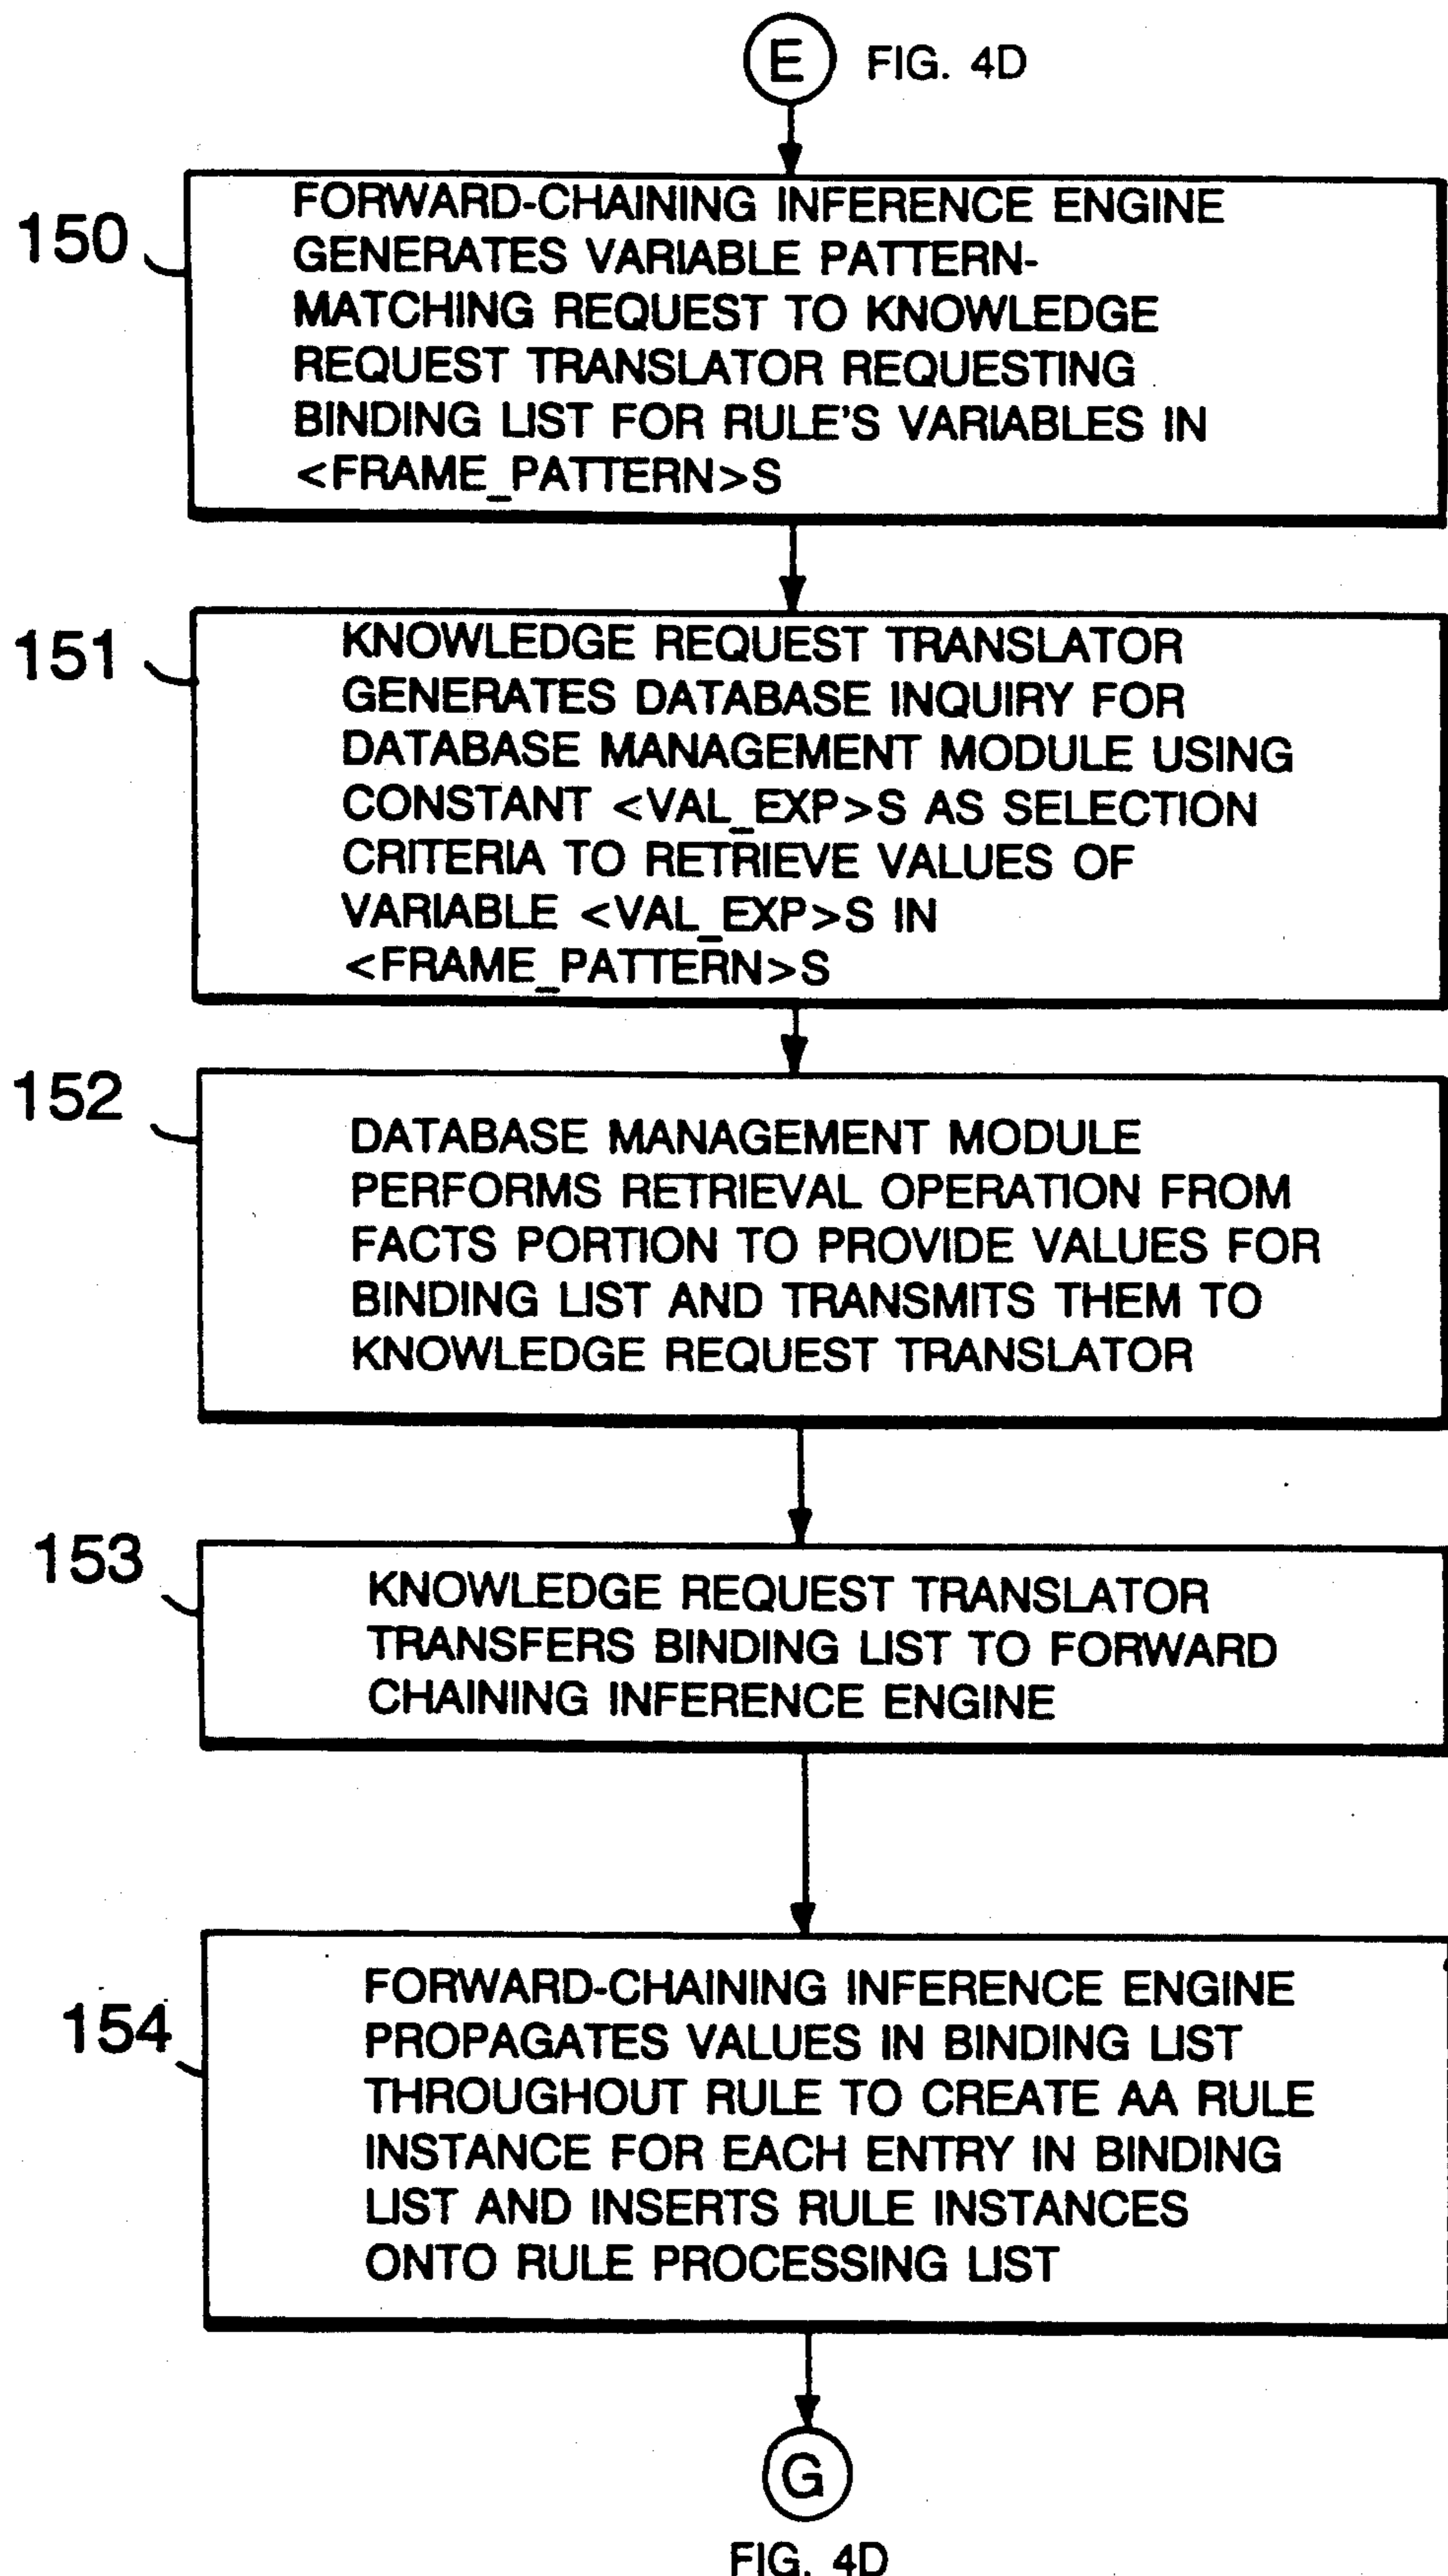 E FIG. 4D
150
FORWARD-CHAINING INFERENCE ENGINE
GENERATES VARIABLE PATTERN-
MATCHING REQUEST TO KNOWLEDGE
REQUEST TRANSLATOR REQUESTING
BINDING LIST FOR RULE'S VARIABLES IN
<FRAME_PATTERN>S
151
KNOWLEDGE REQUEST TRANSLATOR
GENERATES DATABASE INQUIRY FOR
DATABASE MANAGEMENT MODULE USING
CONSTANT <VAL_EXP>S AS SELECTION
CRITERIA TO RETRIEVE VALUES OF
VARIABLE <VAL_EXP>S IN
<FRAME_PATTERN>S
152
DATABASE MANAGEMENT MODULE
PERFORMS RETRIEVAL OPERATION FROM
FACTS PORTION TO PROVIDE VALUES FOR
BINDING LIST AND TRANSMITS THEM TO
KNOWLEDGE REQUEST TRANSLATOR
153
KNOWLEDGE REQUEST TRANSLATOR
TRANSFERS BINDING LIST TO FORWARD
CHAINING INFERENCE ENGINE
154
FORWARD-CHAINING INFERENCE ENGINE
PROPAGATES VALUES IN BINDING LIST
THROUGHOUT RULE TO CREATE AA RULE
INSTANCE FOR EACH ENTRY IN BINDING
LIST AND INSERTS RULE INSTANCES
ONTO RULE PROCESSING LIST
G
FIG. 4D